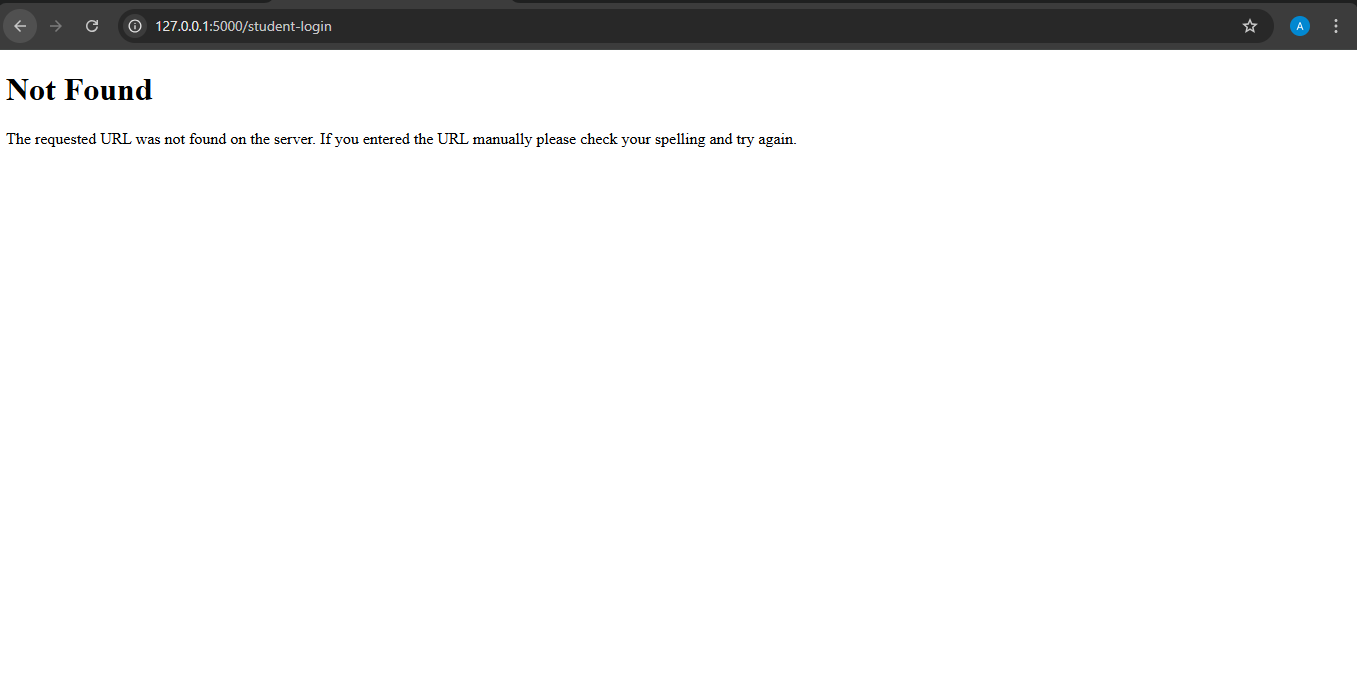 127.0.0.1:5000/student-login
A
Not Found
The requested URL was not found on the server. If you entered the URL manually please check your spelling and try again.